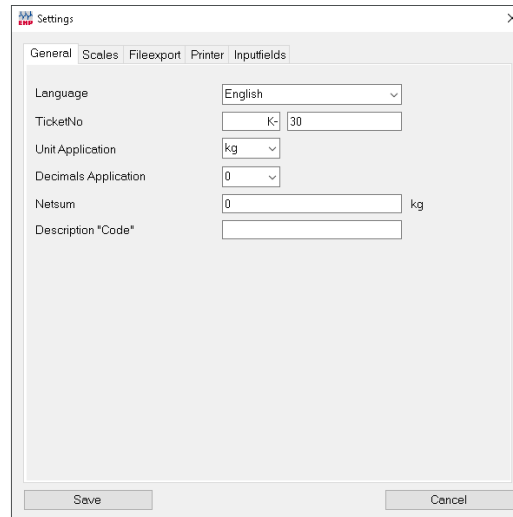 EHP Settings
General Scales Fileexport Printer Inputfields
Language English
TicketNo K- 30
Unit Application kg
Decimals Application 0
Netsum 0 kg
Description "Code"
Save Cancel